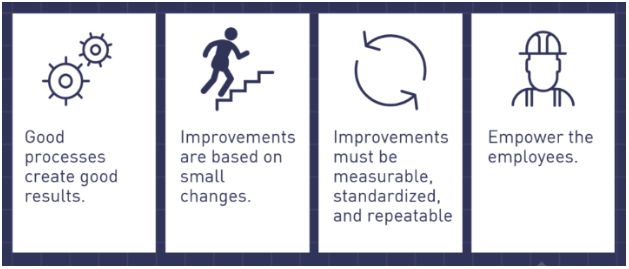 Good
processes
create good
results.
Improvements
are based on
small
changes.
Improvements
must be
measurable,
standardized,
and repeatable
Empower the
employees.